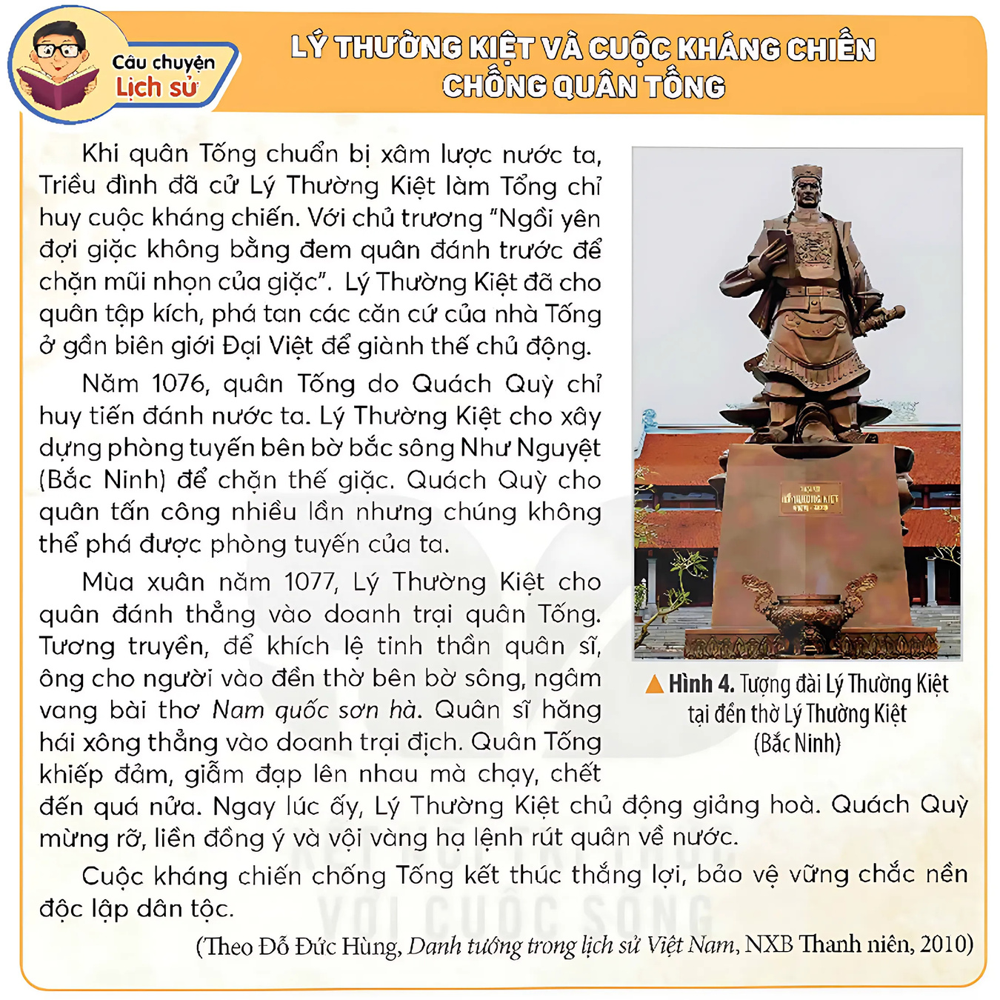 Câu chuyện
Lịch sử
LÝ THƯỜNG KIỆT VÀ CUỘC KHÁNG CHIẾN
CHỐNG QUÂN TỐNG
Khi quân Tống chuẩn bị xâm lược nước ta,
Triều đình đã cử Lý Thường Kiệt làm Tổng chỉ
huy cuộc kháng chiến. Với chủ trương "Ngồi yên
đợi giặc không bằng đem quân đánh trước để
chặn mũi nhọn của giặc". Lý Thường Kiệt đã cho
quân tập kích, phá tan các căn cứ của nhà Tống
ở gần biên giới Đại Việt để giành thế chủ động.
Năm 1076, quân Tống do Quách Quỳ chỉ
huy tiến đánh nước ta. Lý Thường Kiệt cho xây
dựng phòng tuyến bên bờ bắc sông Như Nguyệt
(Bắc Ninh) để chặn thế giặc. Quách Quỳ cho
quân tấn công nhiều lần nhưng chúng không
thể phá được phòng tuyến của ta.
Mùa xuân năm 1077, Lý Thường Kiệt cho
quân đánh thẳng vào doanh trại quân Tống.
Tương truyền, để khích lệ tinh thần quân sĩ,
ông cho người vào đền thờ bên bờ sông, ngâm
vang bài thơ Nam quốc sơn hà. Quân sĩ hăng
hái xông thẳng vào doanh trại địch. Quân Tống
khiếp đảm, giẫm đạp lên nhau mà chạy, chết
đến quá nửa. Ngay lúc ấy, Lý Thường Kiệt chủ động giảng hoà. Quách Quỳ
mừng rỡ, liền đồng ý và vội vàng hạ lệnh rút quân về nước.
Cuộc kháng chiến chống Tống kết thúc thắng lợi, bảo vệ vững chắc nền
độc lập dân tộc.
(Theo Đỗ Đức Hùng, Danh tướng trong lịch sử Việt Nam, NXB Thanh niên, 2010)
▲ Hình 4. Tượng đài Lý Thường Kiệt
tại đền thờ Lý Thường Kiệt
(Bắc Ninh)
KẾT NỐI TRI THỨC
VỚI CUỘC SỐNG